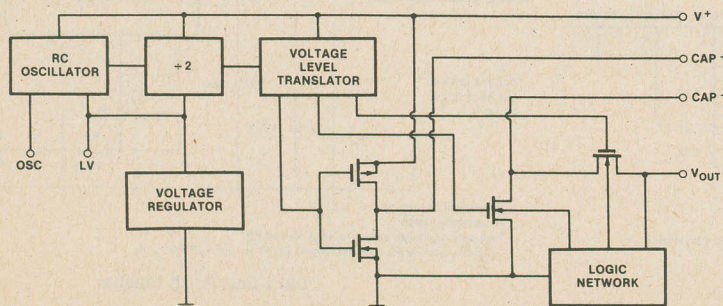 V+
RC
OSCILLATOR
÷2
VOLTAGE
LEVEL
TRANSLATOR
CAP
CAP
OSC
LV
VOLTAGE
REGULATOR
VOUT
LOGIC
NETWORK